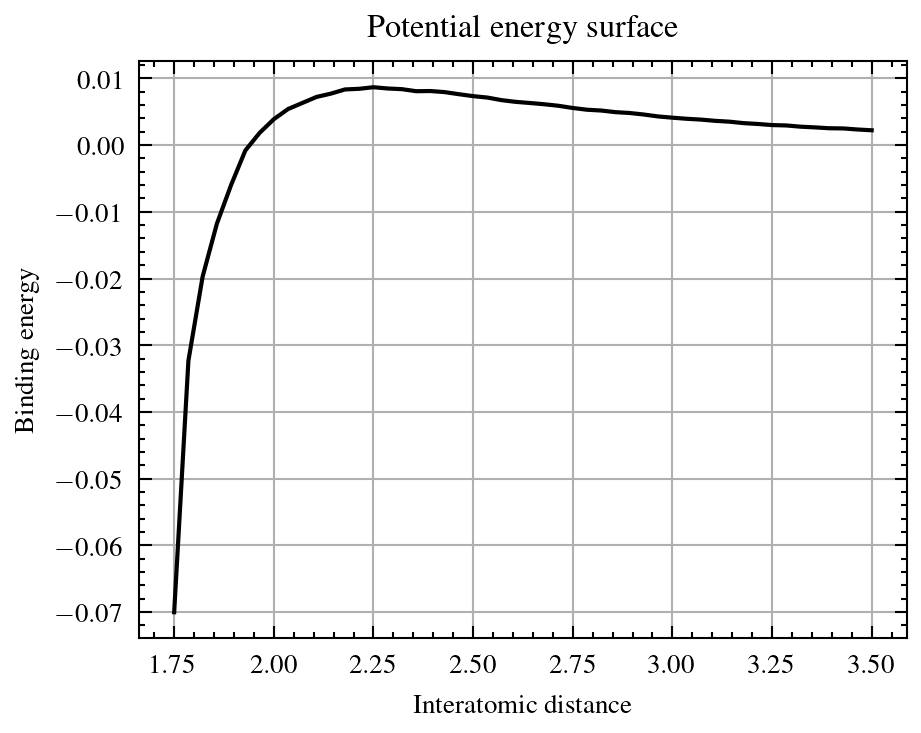 Potential energy surface
0.01
0.00
−0.01
−0.02
−0.03
−0.04
−0.05
−0.06
−0.07
Binding energy
1.75 2.00 2.25 2.50 2.75 3.00 3.25 3.50
Interatomic distance